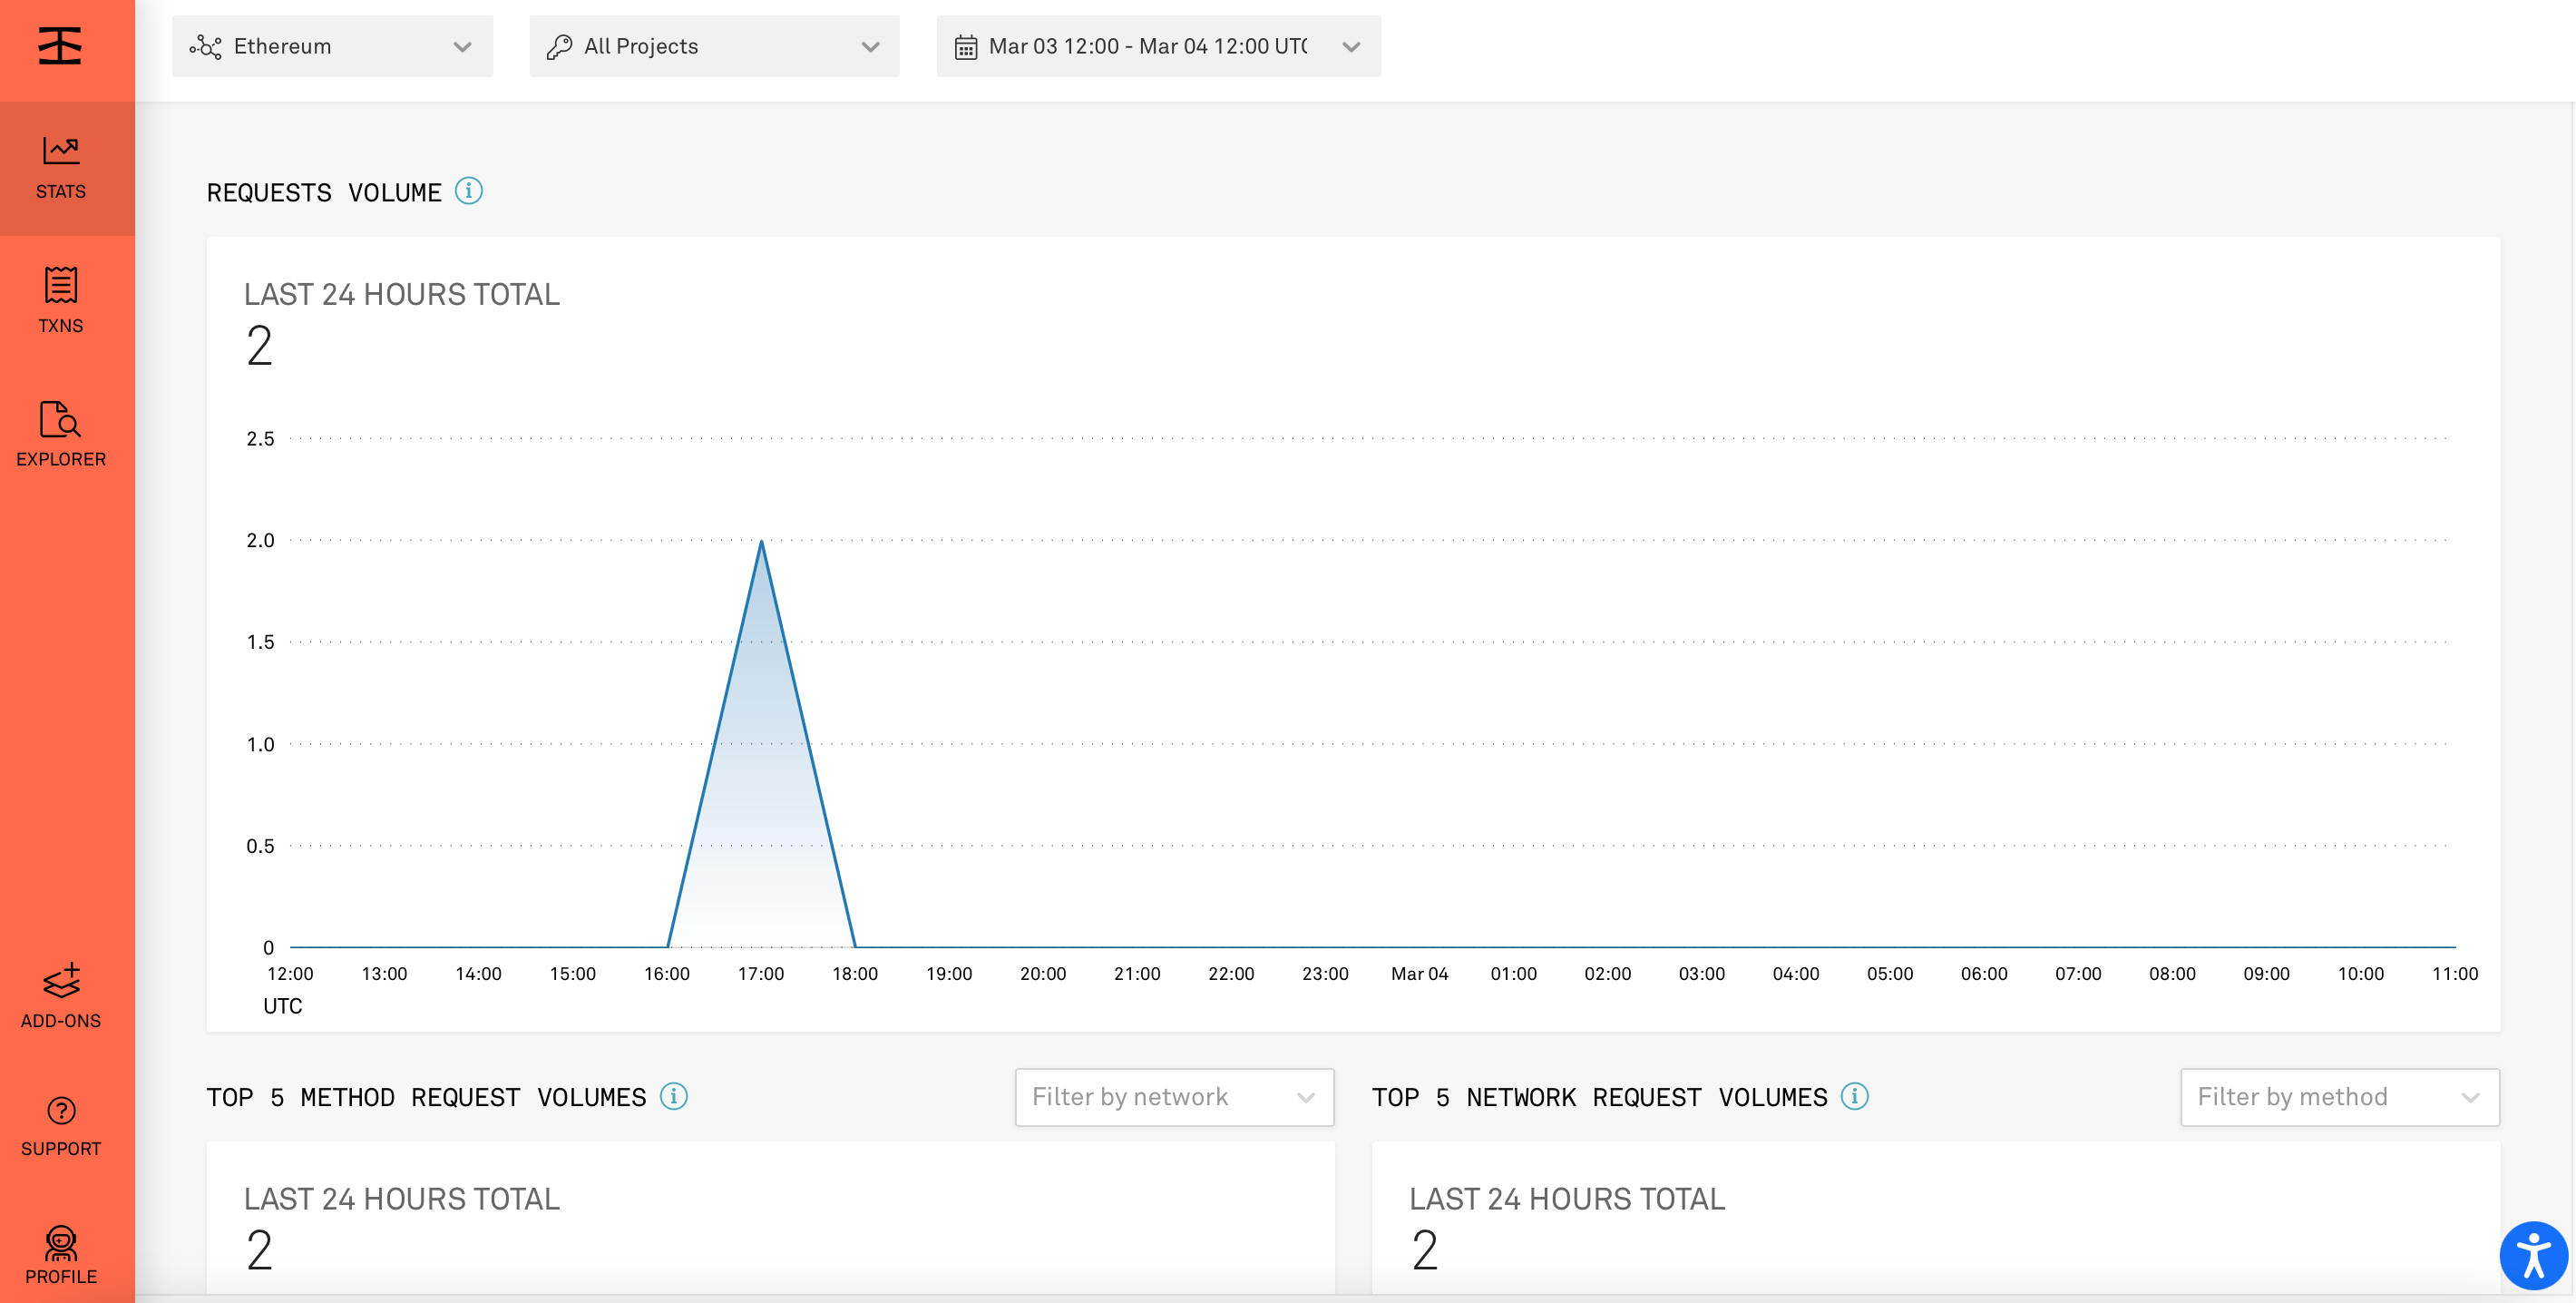 Ethereum
All Projects
Mar 03 12:00 - Mar 04 12:00 UTC
STATS
TXNS
EXPLORER
ADD-ONS
SUPPORT
PROFILE
REQUESTS VOLUME
LAST 24 HOURS TOTAL
2
2.5
2.0
1.5
1.0
0.5
0
12:00 13:00 14:00 15:00 16:00 17:00 18:00 19:00 20:00 21:00 22:00 23:00 Mar 04 01:00 02:00 03:00 04:00 05:00 06:00 07:00 08:00 09:00 10:00 11:00
UTC
TOP 5 METHOD REQUEST VOLUMES
Filter by network
LAST 24 HOURS TOTAL
2
TOP 5 NETWORK REQUEST VOLUMES
Filter by method
LAST 24 HOURS TOTAL
2